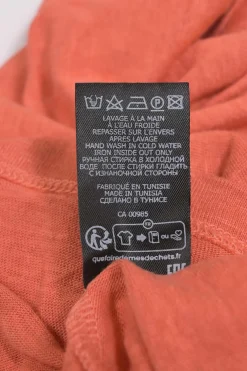 LAVAGE À LA MAIN
À L'EAU FROIDE
REPASSER SUR L'ENVERS
APRES LAVAGE
HAND WASH IN COLD WATER
IRON INSIDE OUT ONLY
РУЧНАЯ СТИРКА В ХОЛОДНОЙ
ВОДЕ. ПОСЛЕ СТИРКИ ГЛАДИТЬ
С ИЗНАНОЧНОЙ СТОРОНЫ
FABRIQUÉ EN TUNISIE
MADE IN TUNISIA
СДЕЛАНО В ТУНИСЕ
CA 00985
FR
quefairedemesdechets.fr
EAC